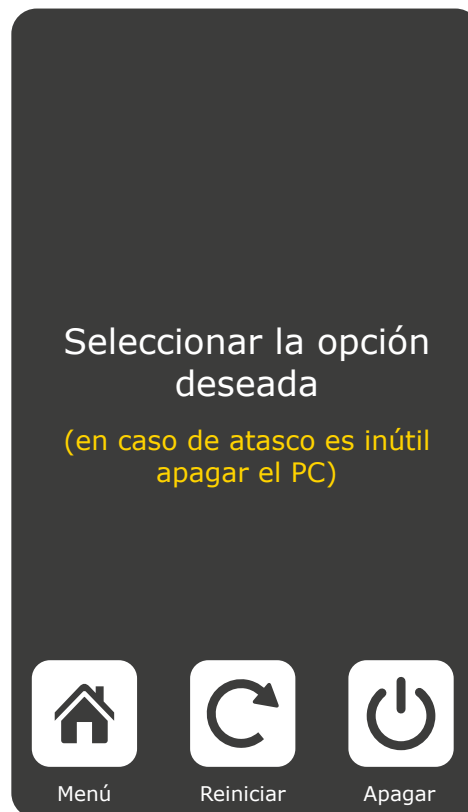 Seleccionar la opción
deseada
(en caso de atasco es inútil
apagar el PC)
Menú
Reiniciar
Apagar